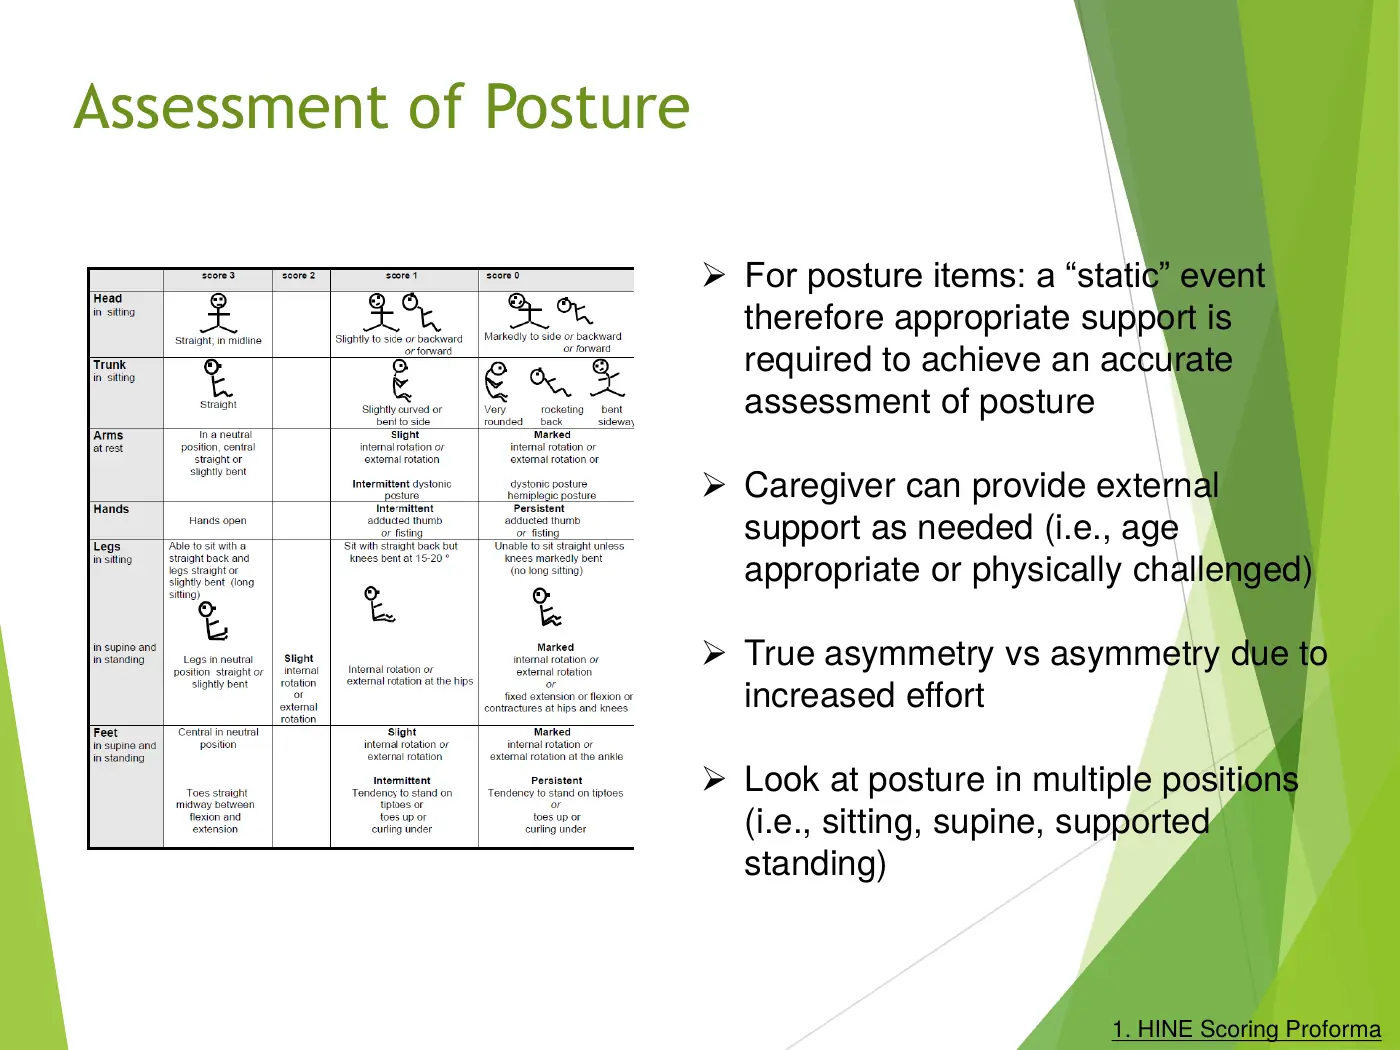 Assessment of Posture
score 3 score 2 score 1 score 0
Head
in sitting
Straight; in midline
Slightly to side or backward
or forward
Markedly to side or backward
or forward
Trunk
in sitting
Straight
Slightly curved or
bent to side
Very rocketing bent
rounded back sideway
Arms
at rest
In a neutral
position, central
straight or
slightly bent
Slight
internal rotation or
external rotation
Intermittent dystonic
posture
Marked
internal rotation or
external rotation or
dystonic posture
hemiplegic posture
Hands
Hands open
Intermittent
adducted thumb
or fisting
Persistent
adducted thumb
or fisting
Legs
in sitting
Able to sit with a
straight back and
legs straight or
slightly bent (long
sitting)
Sit with straight back but
knees bent at 15-20 °
Unable to sit straight unless
knees markedly bent
(no long sitting)
in supine and
in standing
Legs in neutral
position straight or
slightly bent
Slight
internal
rotation
or
external
rotation
Internal rotation or
external rotation at the hips
Marked
internal rotation or
external rotation
or
fixed extension or flexion or
contractures at hips and knees
Feet
in supine and
in standing
Central in neutral
position
Toes straight
midway between
flexion and
extension
Slight
internal rotation or
external rotation
Intermittent
Tendency to stand on
tiptoes or
toes up or
curling under
Marked
internal rotation or
external rotation at the ankle
Persistent
Tendency to stand on tiptoes
or
toes up or
curling under
➢ For posture items: a “static” event
therefore appropriate support is
required to achieve an accurate
assessment of posture
➢ Caregiver can provide external
support as needed (i.e., age
appropriate or physically challenged)
➢ True asymmetry vs asymmetry due to
increased effort
➢ Look at posture in multiple positions
(i.e., sitting, supine, supported
standing)
1. HINE Scoring Proforma